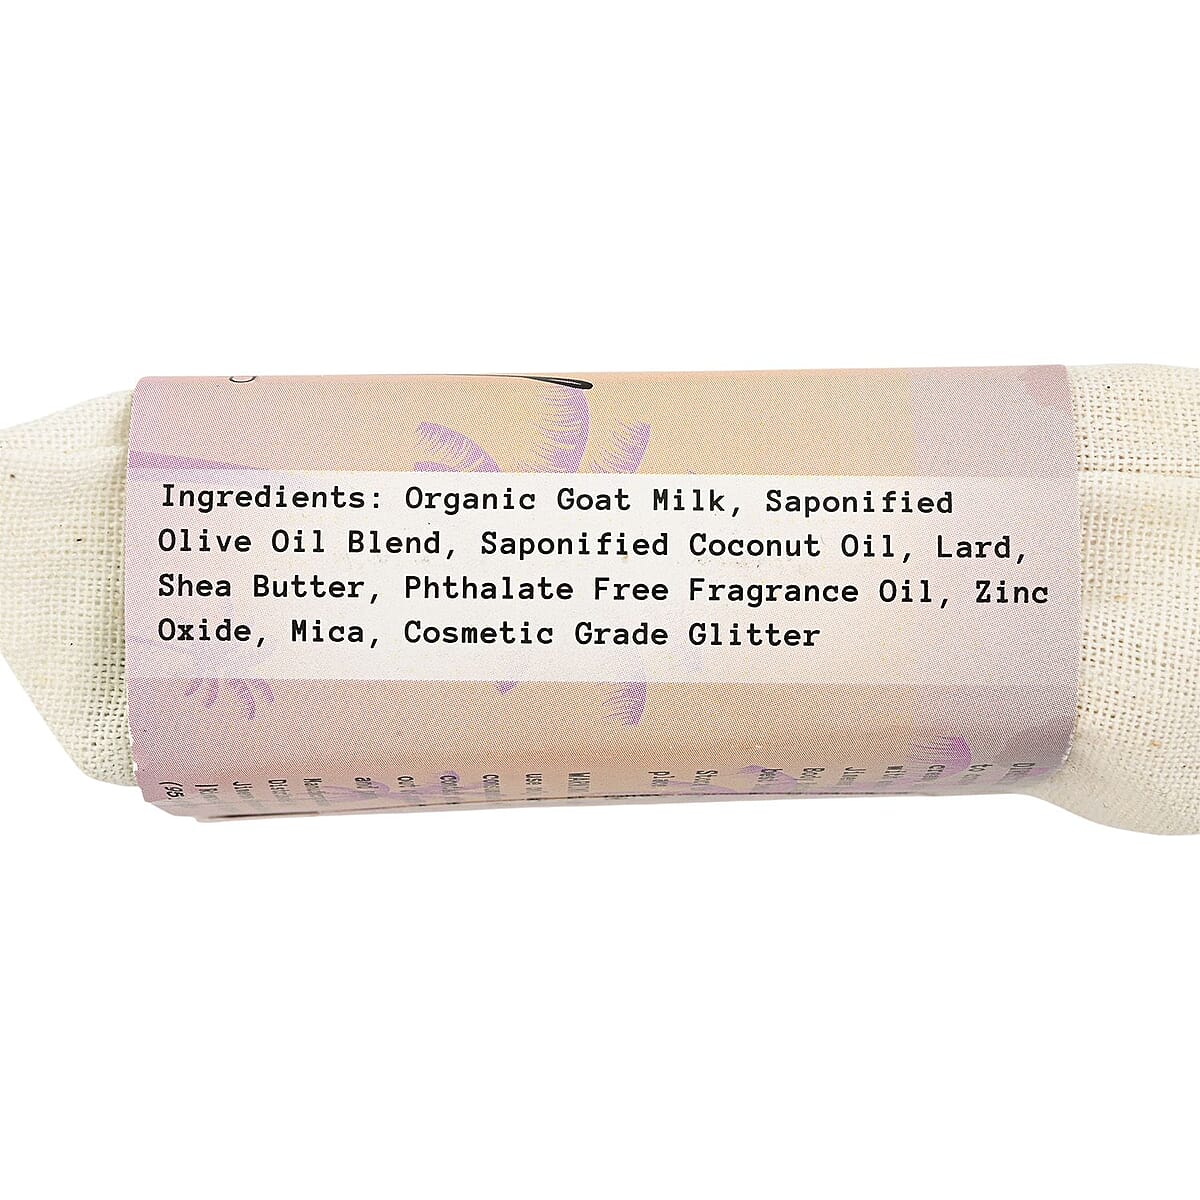 Ingredients: Organic Goat Milk, Saponified
Olive Oil Blend, Saponified Coconut Oil, Lard,
Shea Butter, Phthalate Free Fragrance Oil, Zinc
Oxide, Mica, Cosmetic Grade Glitter